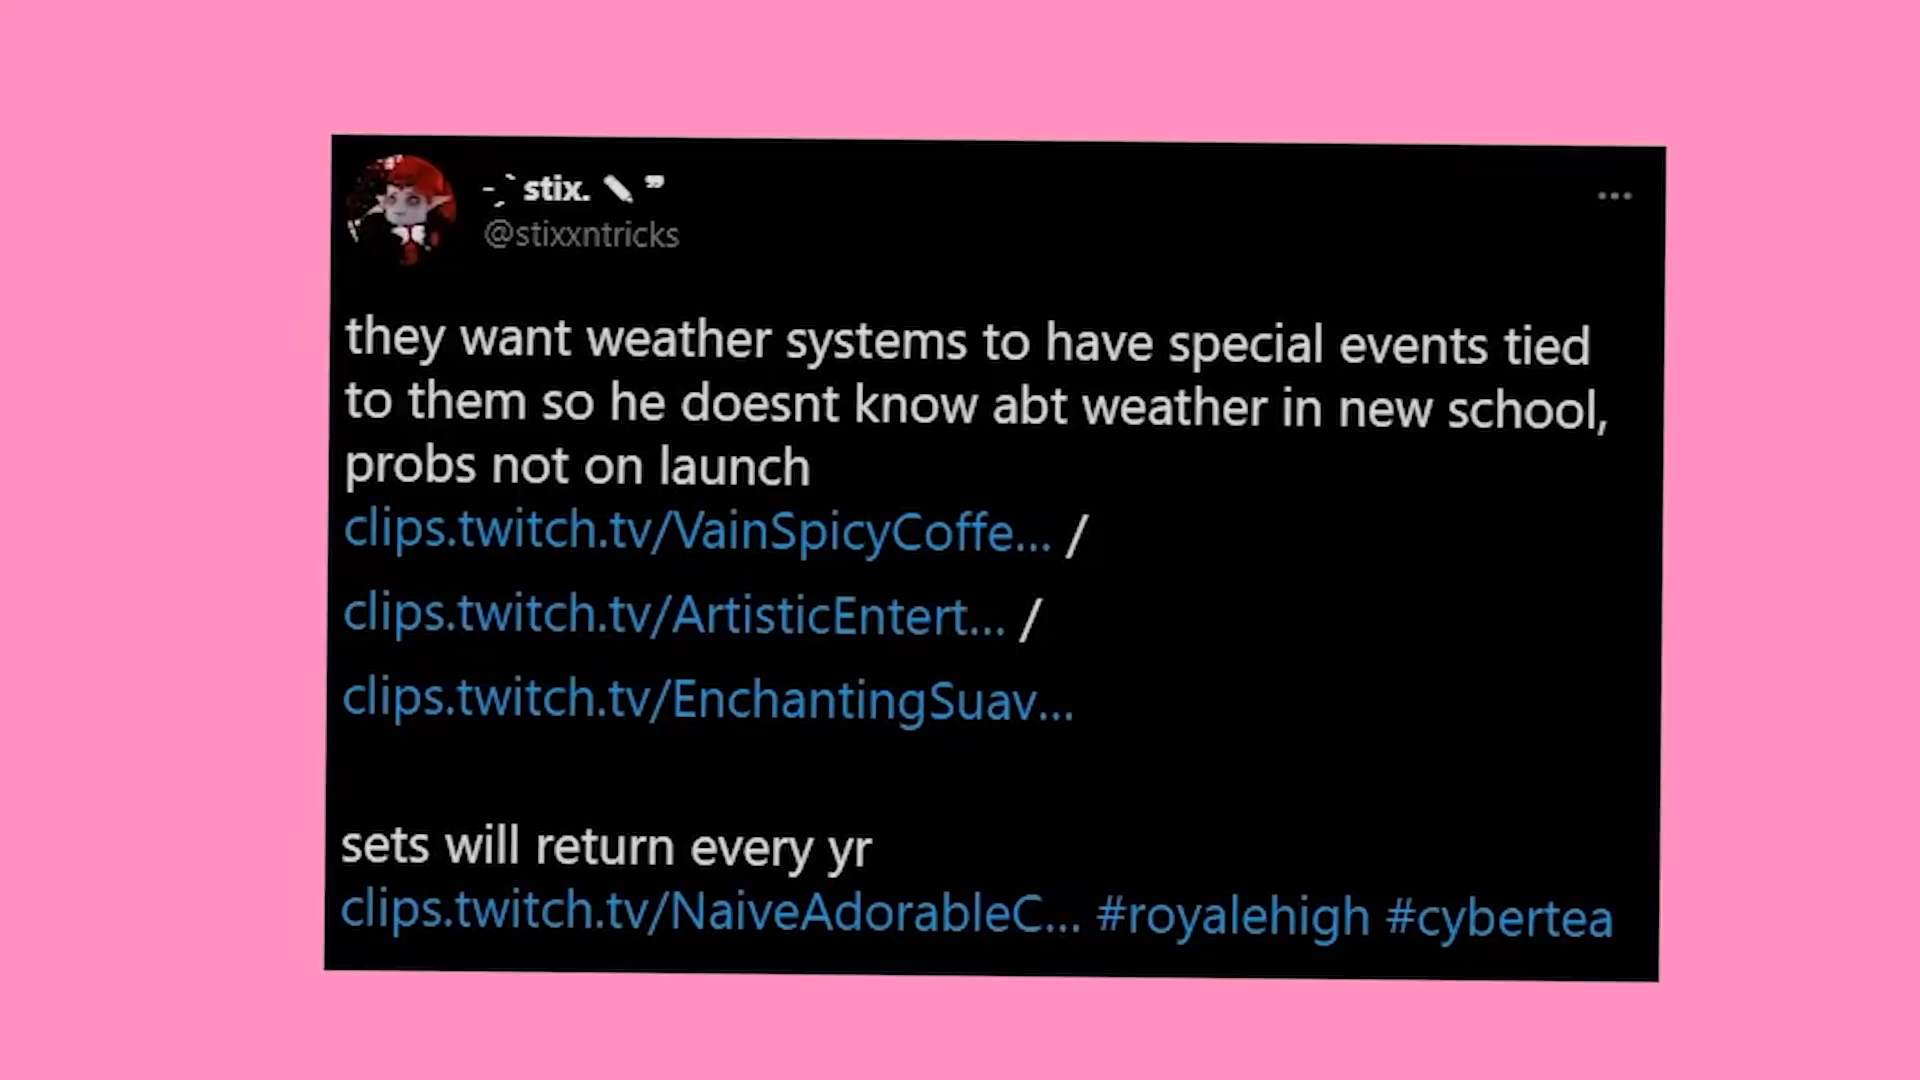 -ˏˋ stix. ✎ ❞
@stixxntricks
they want weather systems to have special events tied
to them so he doesnt know abt weather in new school,
probs not on launch
clips.twitch.tv/VainSpicyCoffe... /
clips.twitch.tv/ArtisticEntert... /
clips.twitch.tv/EnchantingSuav...
sets will return every yr
clips.twitch.tv/NaiveAdorableC... #royalehigh #cybertea